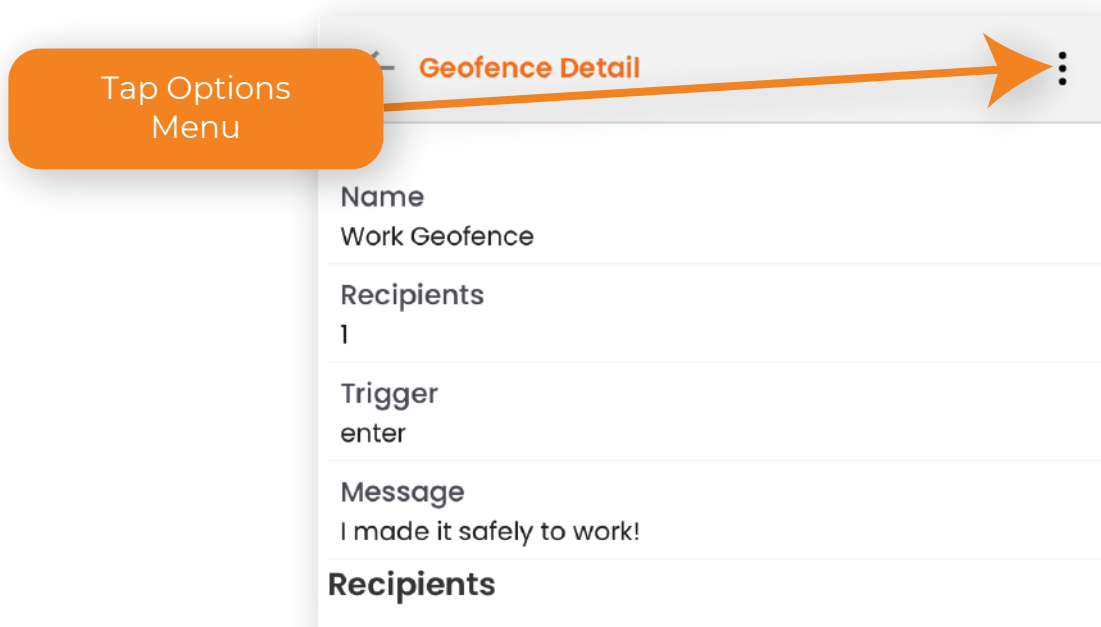 Tap Options
Menu
Geofence Detail
Name
Work Geofence
Recipients
1
Trigger
enter
Message
I made it safely to work!
Recipients